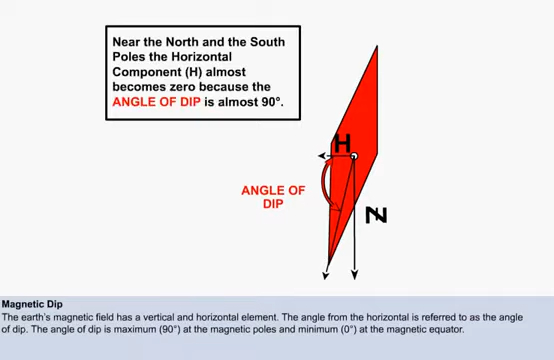 Near the North and the South
Poles the Horizontal
Component (H) almost
becomes zero because the
ANGLE OF DIP is almost 90°.
H
ANGLE OF
DIP
Magnetic Dip
The earth's magnetic field has a vertical and horizontal element. The angle from the horizontal is referred to as the angle
of dip. The angle of dip is maximum (90°) at the magnetic poles and minimum (0°) at the magnetic equator.